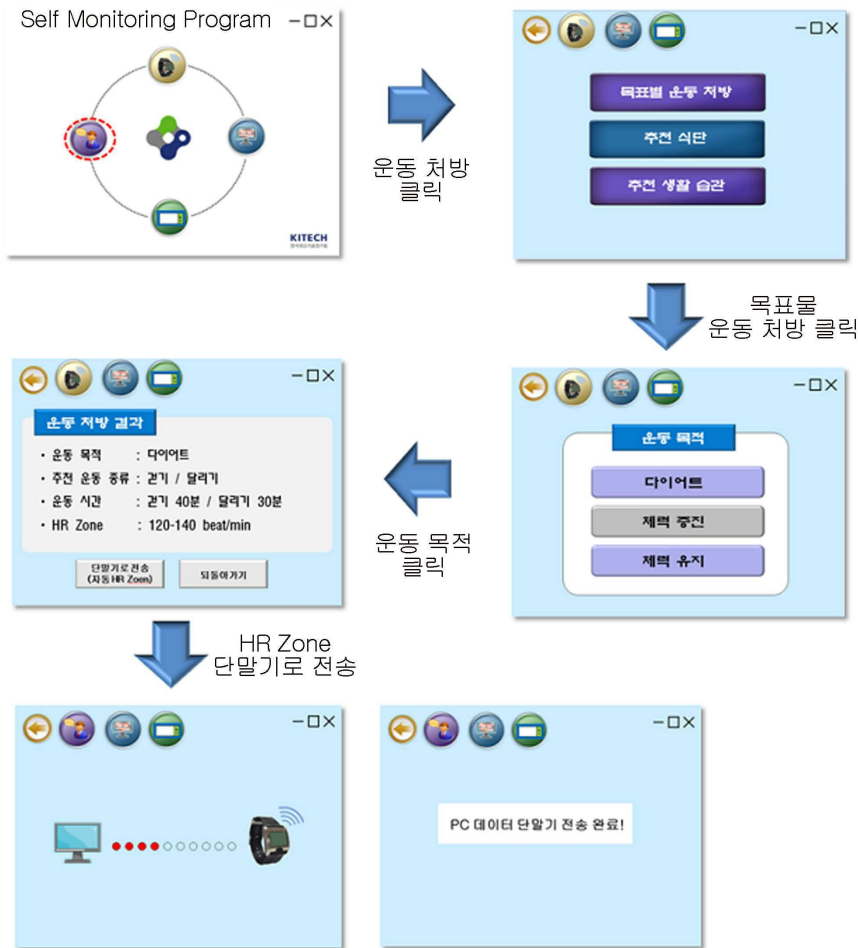 Self Monitoring Program
KITECH
운동 처방
클릭
목표별 운동 처방
추천 식단
추천 생활 습관
목표물
운동 처방 클릭
운동 목적
다이어트
체력 증진
체력 유지
운동 목적
클릭
운동 처방 결과
· 운동 목적 : 다이어트
· 추천 운동 종류 : 걷기 / 달리기
· 운동 시간 : 걷기 40분 / 달리기 30분
· HR Zone : 120-140 beat/min
단말기로전송
(자동HR Zoen)
되돌아가기
HR Zone
단말기로 전송
PC 데이터 단말기 전송 완료!